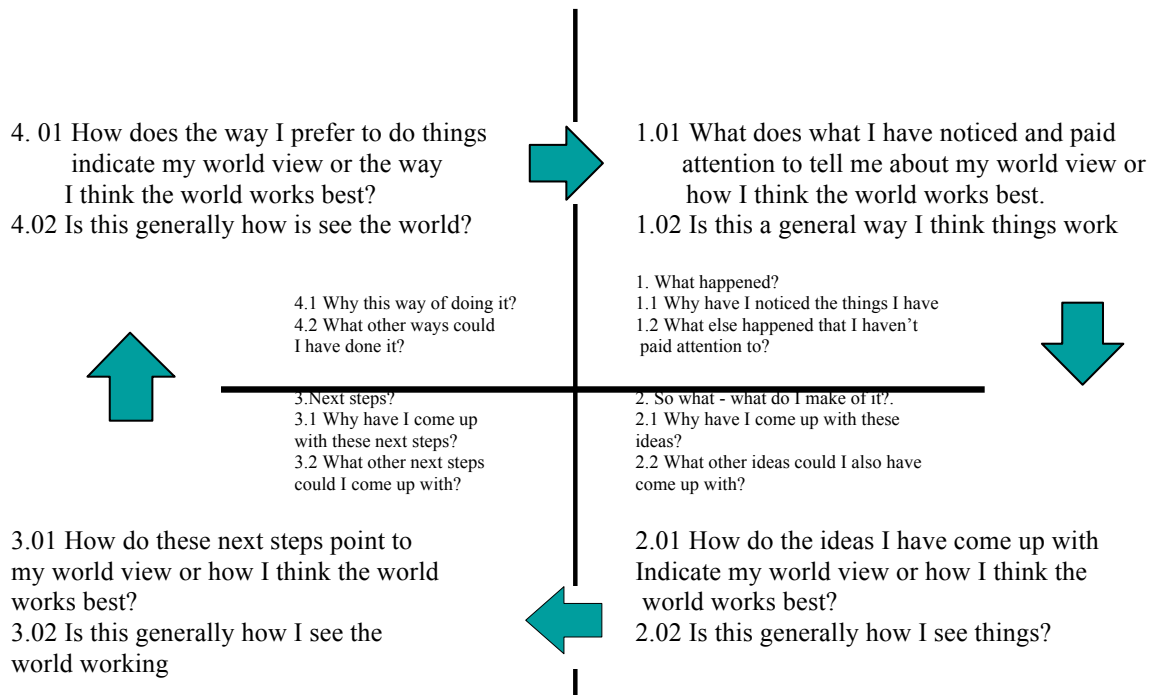 4. 01 How does the way I prefer to do things
indicate my world view or the way
I think the world works best?
4.02 Is this generally how is see the world?
1.01 What does what I have noticed and paid
attention to tell me about my world view or
how I think the world works best.
1.02 Is this a general way I think things work
4.1 Why this way of doing it?
4.2 What other ways could
I have done it?
1. What happened?
1.1 Why have I noticed the things I have
1.2 What else happened that I haven’t
paid attention to?
3.Next steps?
3.1 Why have I come up
with these next steps?
3.2 What other next steps
could I come up with?
2. So what - what do I make of it?.
2.1 Why have I come up with these
ideas?
2.2 What other ideas could I also have
come up with?
3.01 How do these next steps point to
my world view or how I think the world
works best?
3.02 Is this generally how I see the
world working
2.01 How do the ideas I have come up with
Indicate my world view or how I think the
world works best?
2.02 Is this generally how I see things?